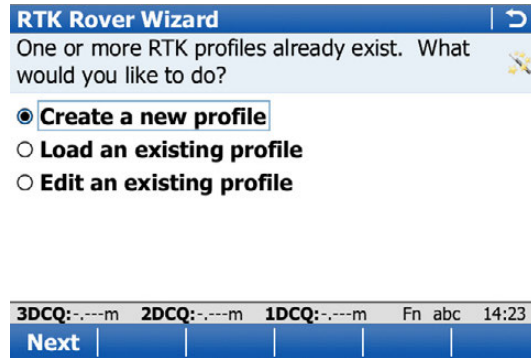 RTK Rover Wizard
One or more RTK profiles already exist. What
would you like to do?
Create a new profile
Load an existing profile
Edit an existing profile
3DCQ:-.---m 2DCQ:-.---m 1DCQ:-.---m Fn abc 14:23
Next